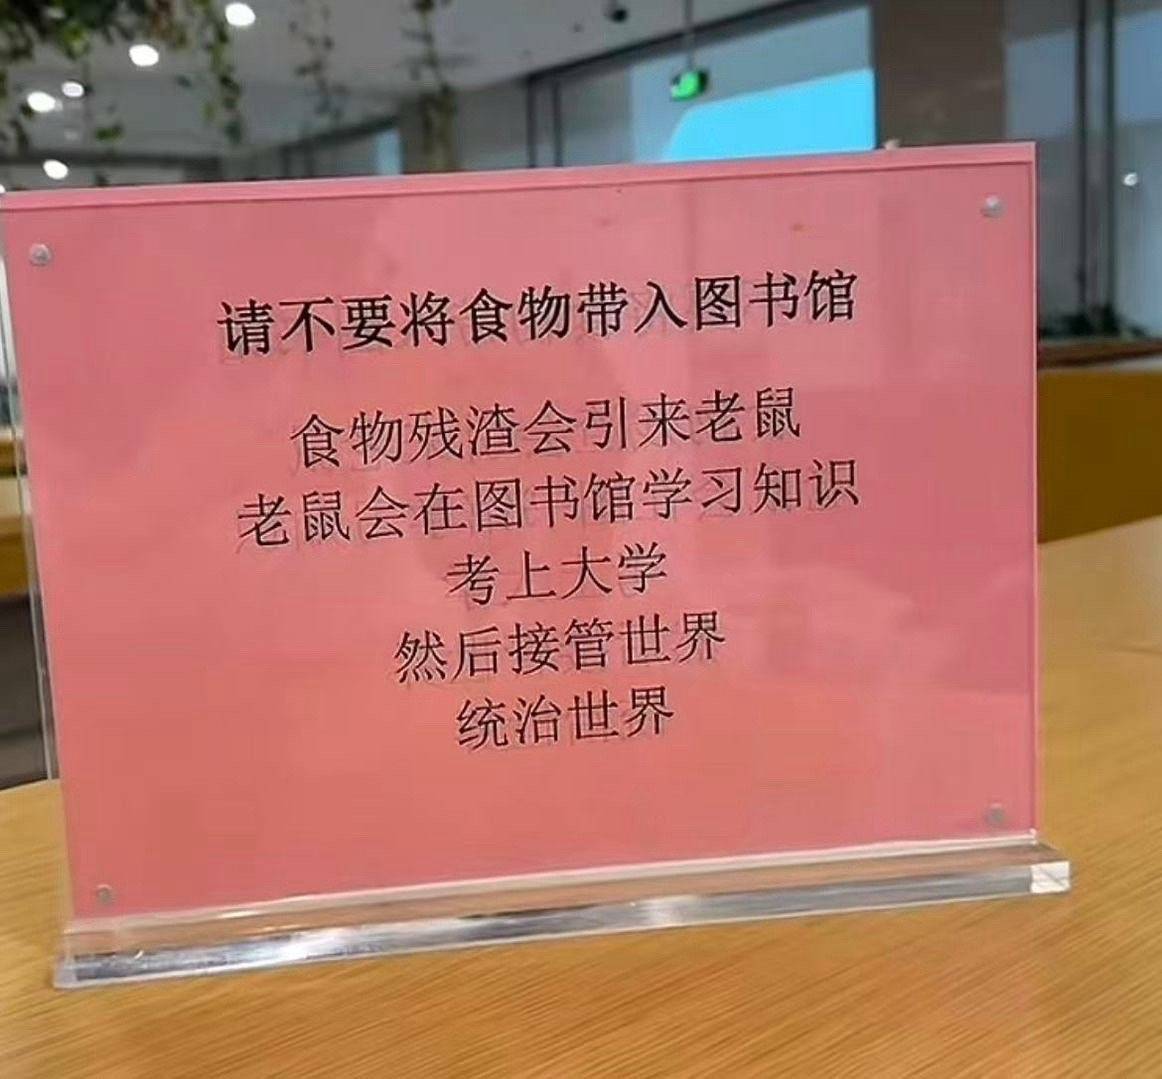 请不要将食物带入图书馆
食物残渣会引来老鼠
老鼠会在图书馆学习知识
考上大学
然后接管世界
统治世界